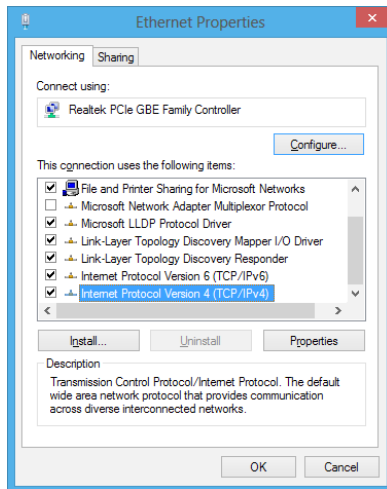 Ethernet Properties
Networking Sharing
Connect using:
Realtek PCIe GBE Family Controller
Configure...
This connection uses the following items:
File and Printer Sharing for Microsoft Networks
Microsoft Network Adapter Multiplexor Protocol
Microsoft LLDP Protocol Driver
Link-Layer Topology Discovery Mapper I/O Driver
Link-Layer Topology Discovery Responder
Internet Protocol Version 6 (TCP/IPv6)
Internet Protocol Version 4 (TCP/IPv4)
Install... Uninstall Properties
Description
Transmission Control Protocol/Internet Protocol. The default
wide area network protocol that provides communication
across diverse interconnected networks.
OK Cancel